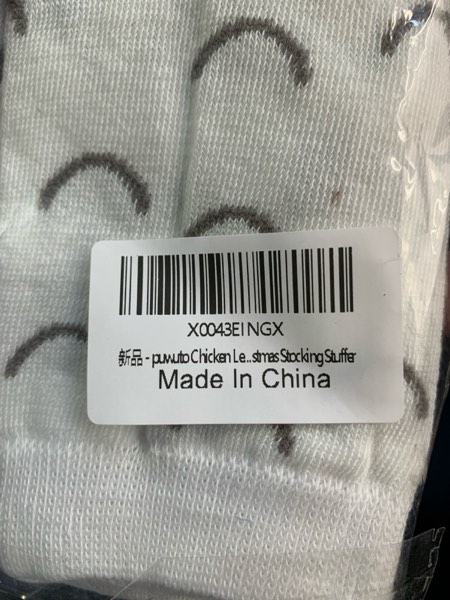 X0043EINGX
新品 - puwuto Chicken Le...stmas Stocking Stuffer
Made In China